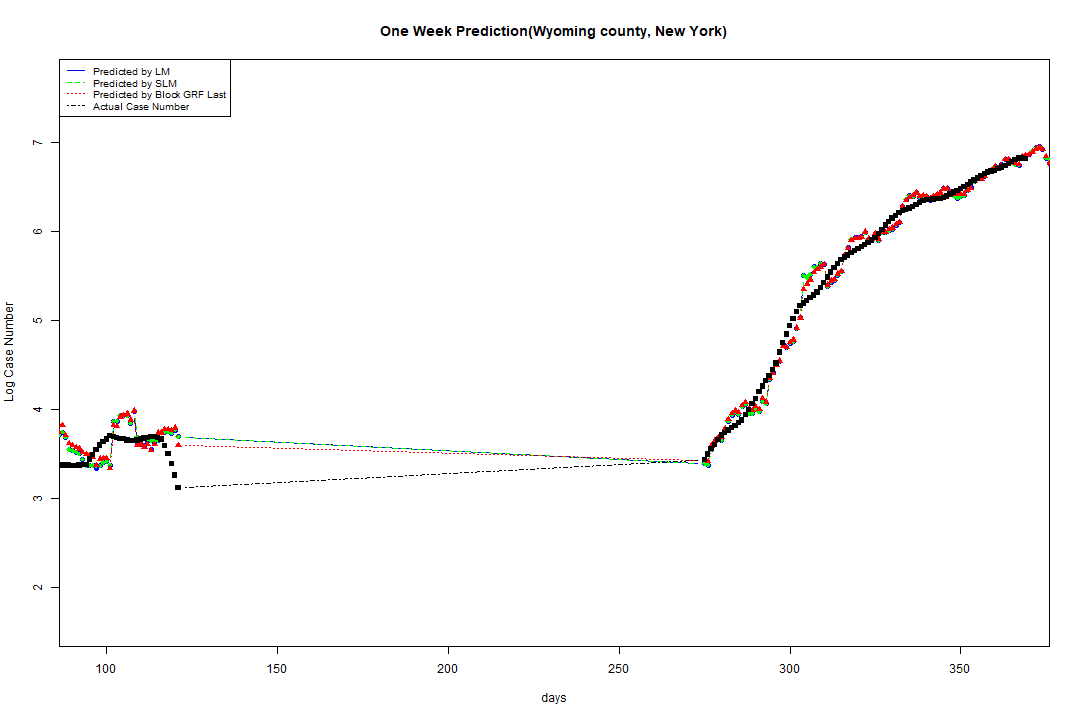 One Week Prediction(Wyoming county, New York)
Predicted by LM
Predicted by SLM
Predicted by Block GRF Last
Actual Case Number
7
6
5
4
3
2
Log Case Number
100 150 200 250 300 350
days